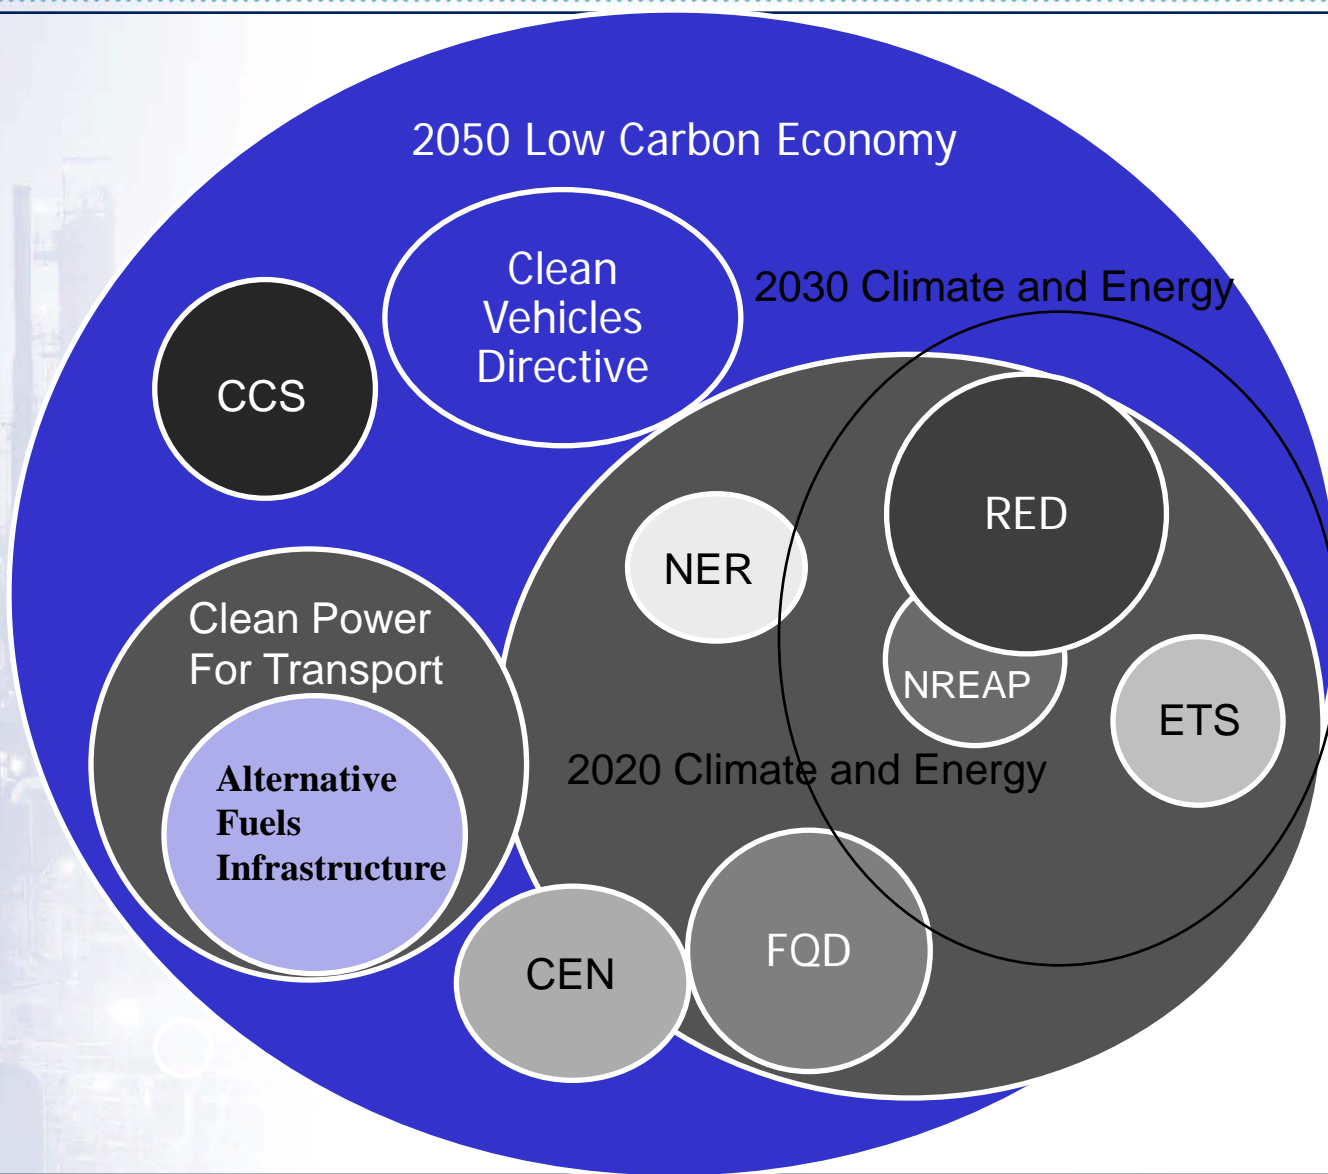 2050 Low Carbon Economy
Clean
Vehicles
Directive
2030 Climate and Energy
CCS
RED
NER
Clean Power
For Transport
NREAP
ETS
Alternative
Fuels
Infrastructure
2020 Climate and Energy
FQD
CEN